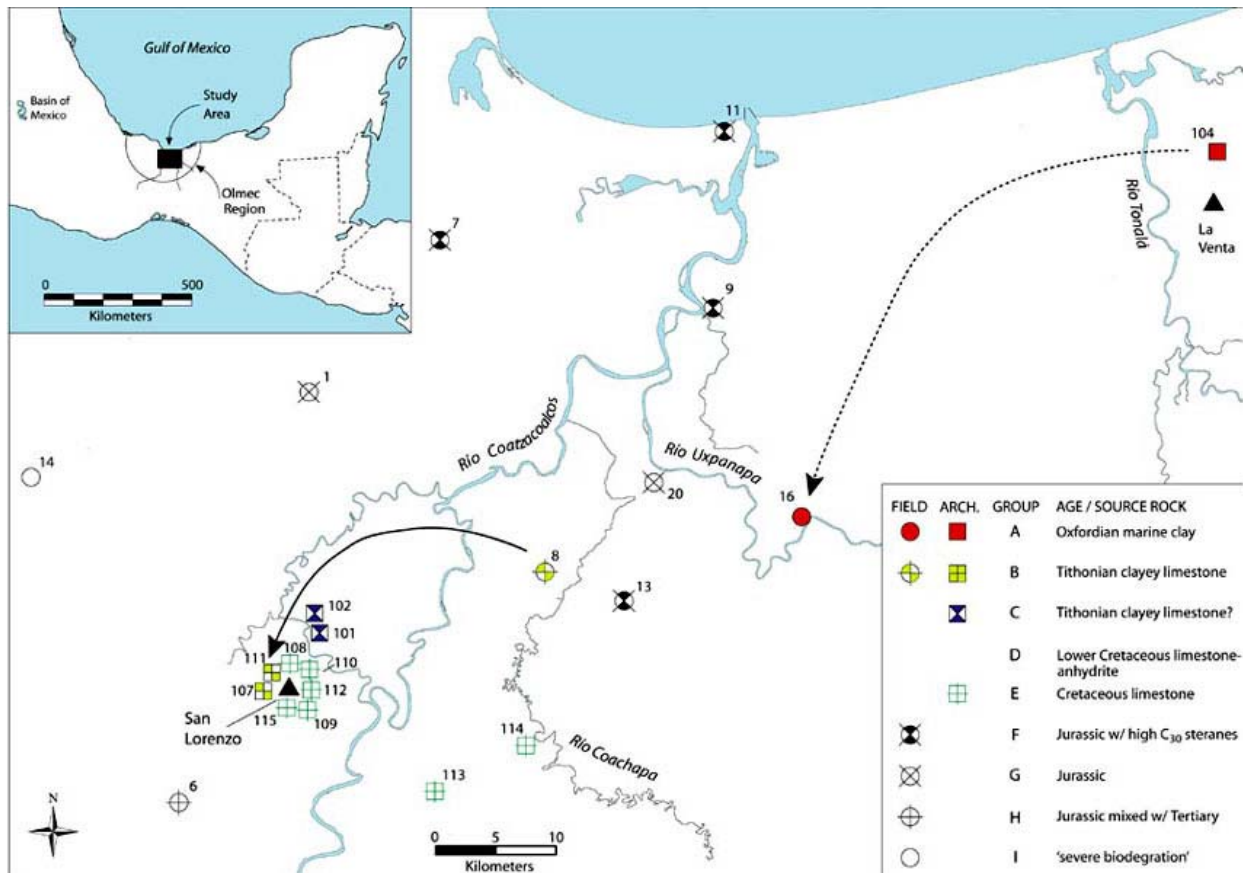 Gulf of Mexico
Basin of
Mexico
Study
Area
Olmec
Region
0 500
Kilometers
11
104
7
Río Tonalá
La
Venta
9
1
Río Coatzacoalcos
14
Río Uxpanapa
20
16
8
13
102
101
111
108
110
107
112
San
Lorenzo
115
109
114
Río Coachapa
113
6
N
0 5 10
Kilometers
FIELD ARCH. GROUP AGE / SOURCE ROCK
A Oxfordian marine clay
B Tithonian clayey limestone
C Tithonian clayey limestone?
D Lower Cretaceous limestone-
anhydrite
E Cretaceous limestone
F Jurassic w/ high C30 steranes
G Jurassic
H Jurassic mixed w/ Tertiary
I 'severe biodegration'